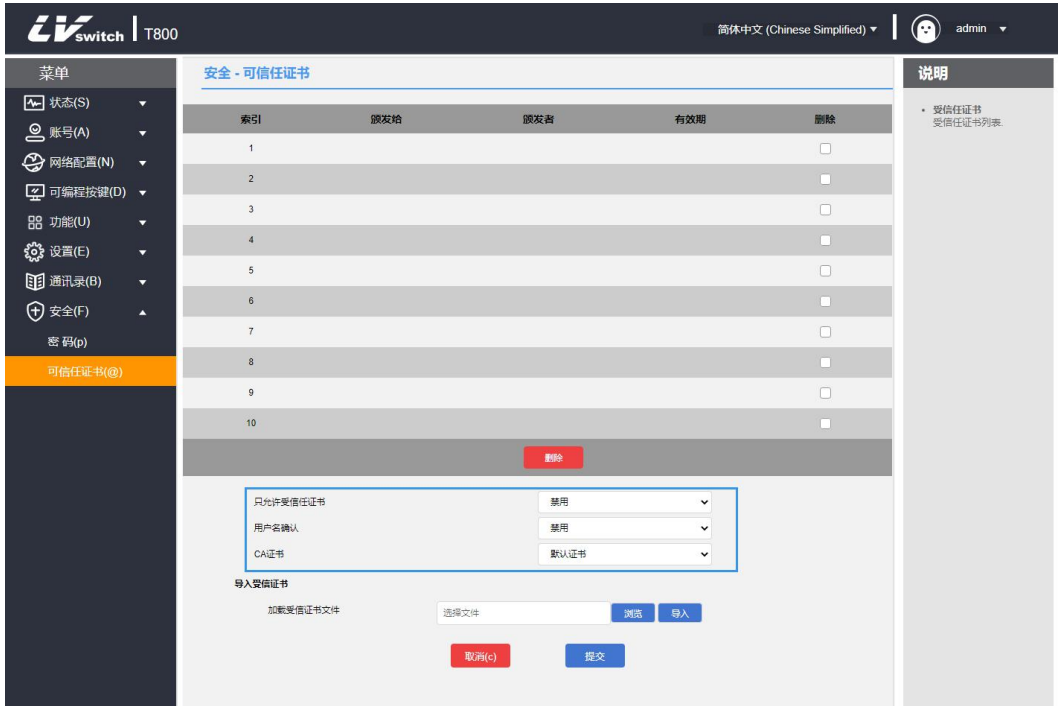 LVswitch T800
简体中文 (Chinese Simplified)
admin
菜单
状态(S)
账号(A)
网络配置(N)
可编程按键(D)
功能(U)
设置(E)
通讯录(B)
安全(F)
密码(p)
可信任证书(@)
安全 - 可信任证书
索引 颁发给 颁发者 有效期 删除
1
2
3
4
5
6
7
8
9
10
删除
只允许受信任证书 禁用
用户名确认 禁用
CA证书 默认证书
导入受信证书
加载受信证书文件 选择文件 浏览 导入
取消(c) 提交
说明
• 受信任证书
受信任证书列表.